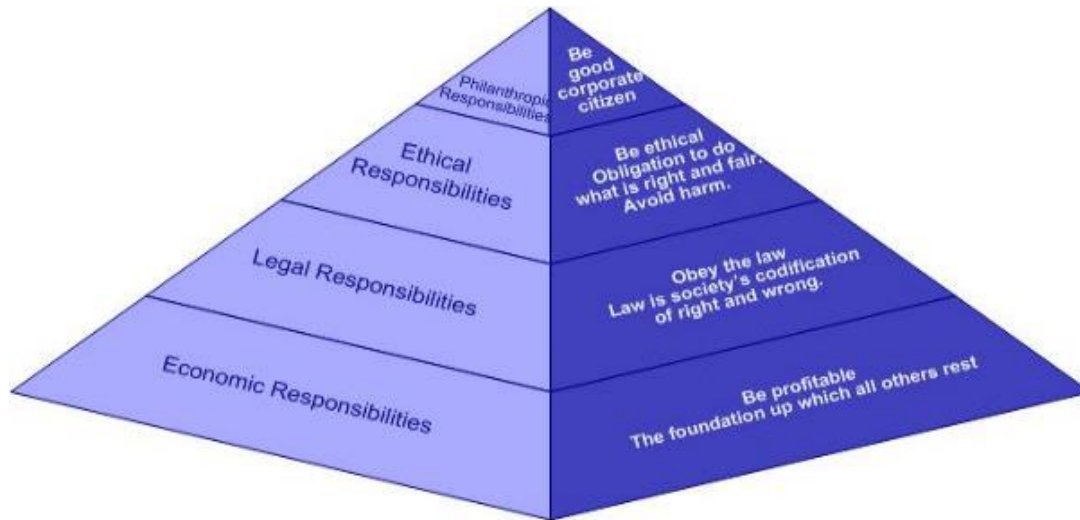 Philanthropic
Responsibilities
Be
good
corporate
citizen
Ethical
Responsibilities
Be ethical
Obligation to do
what is right and fair.
Avoid harm.
Legal Responsibilities
Obey the law
Law is society's codification
of right and wrong.
Economic Responsibilities
Be profitable
The foundation up which all others rest